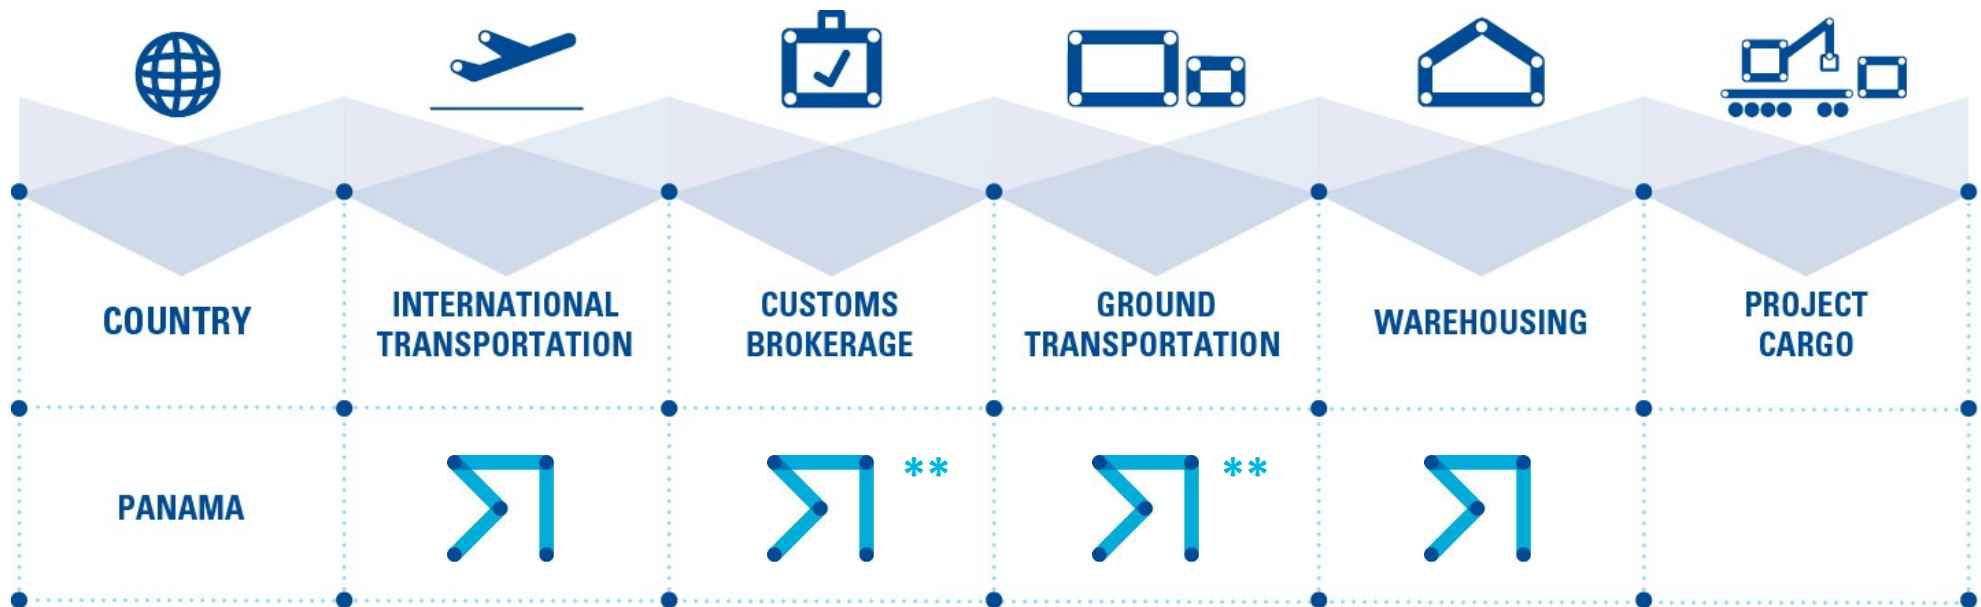 COUNTRY
INTERNATIONAL
TRANSPORTATION
CUSTOMS
BROKERAGE
GROUND
TRANSPORTATION
WAREHOUSING
PROJECT
CARGO
PANAMA
**
**